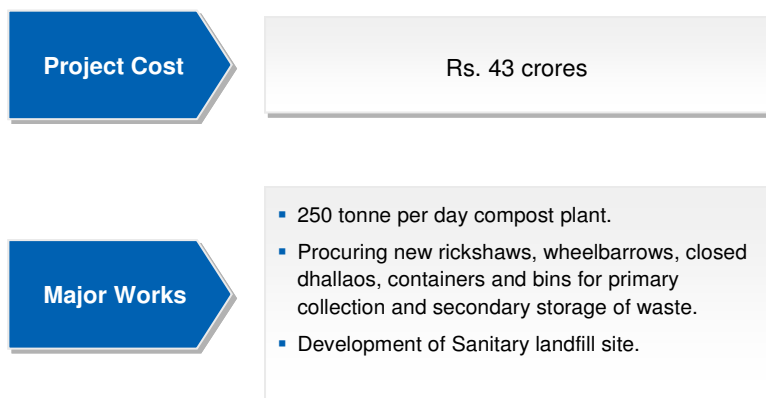 Project Cost
Rs. 43 crores
Major Works
▪ 250 tonne per day compost plant.
▪ Procuring new rickshaws, wheelbarrows, closed
dhallaos, containers and bins for primary
collection and secondary storage of waste.
▪ Development of Sanitary landfill site.